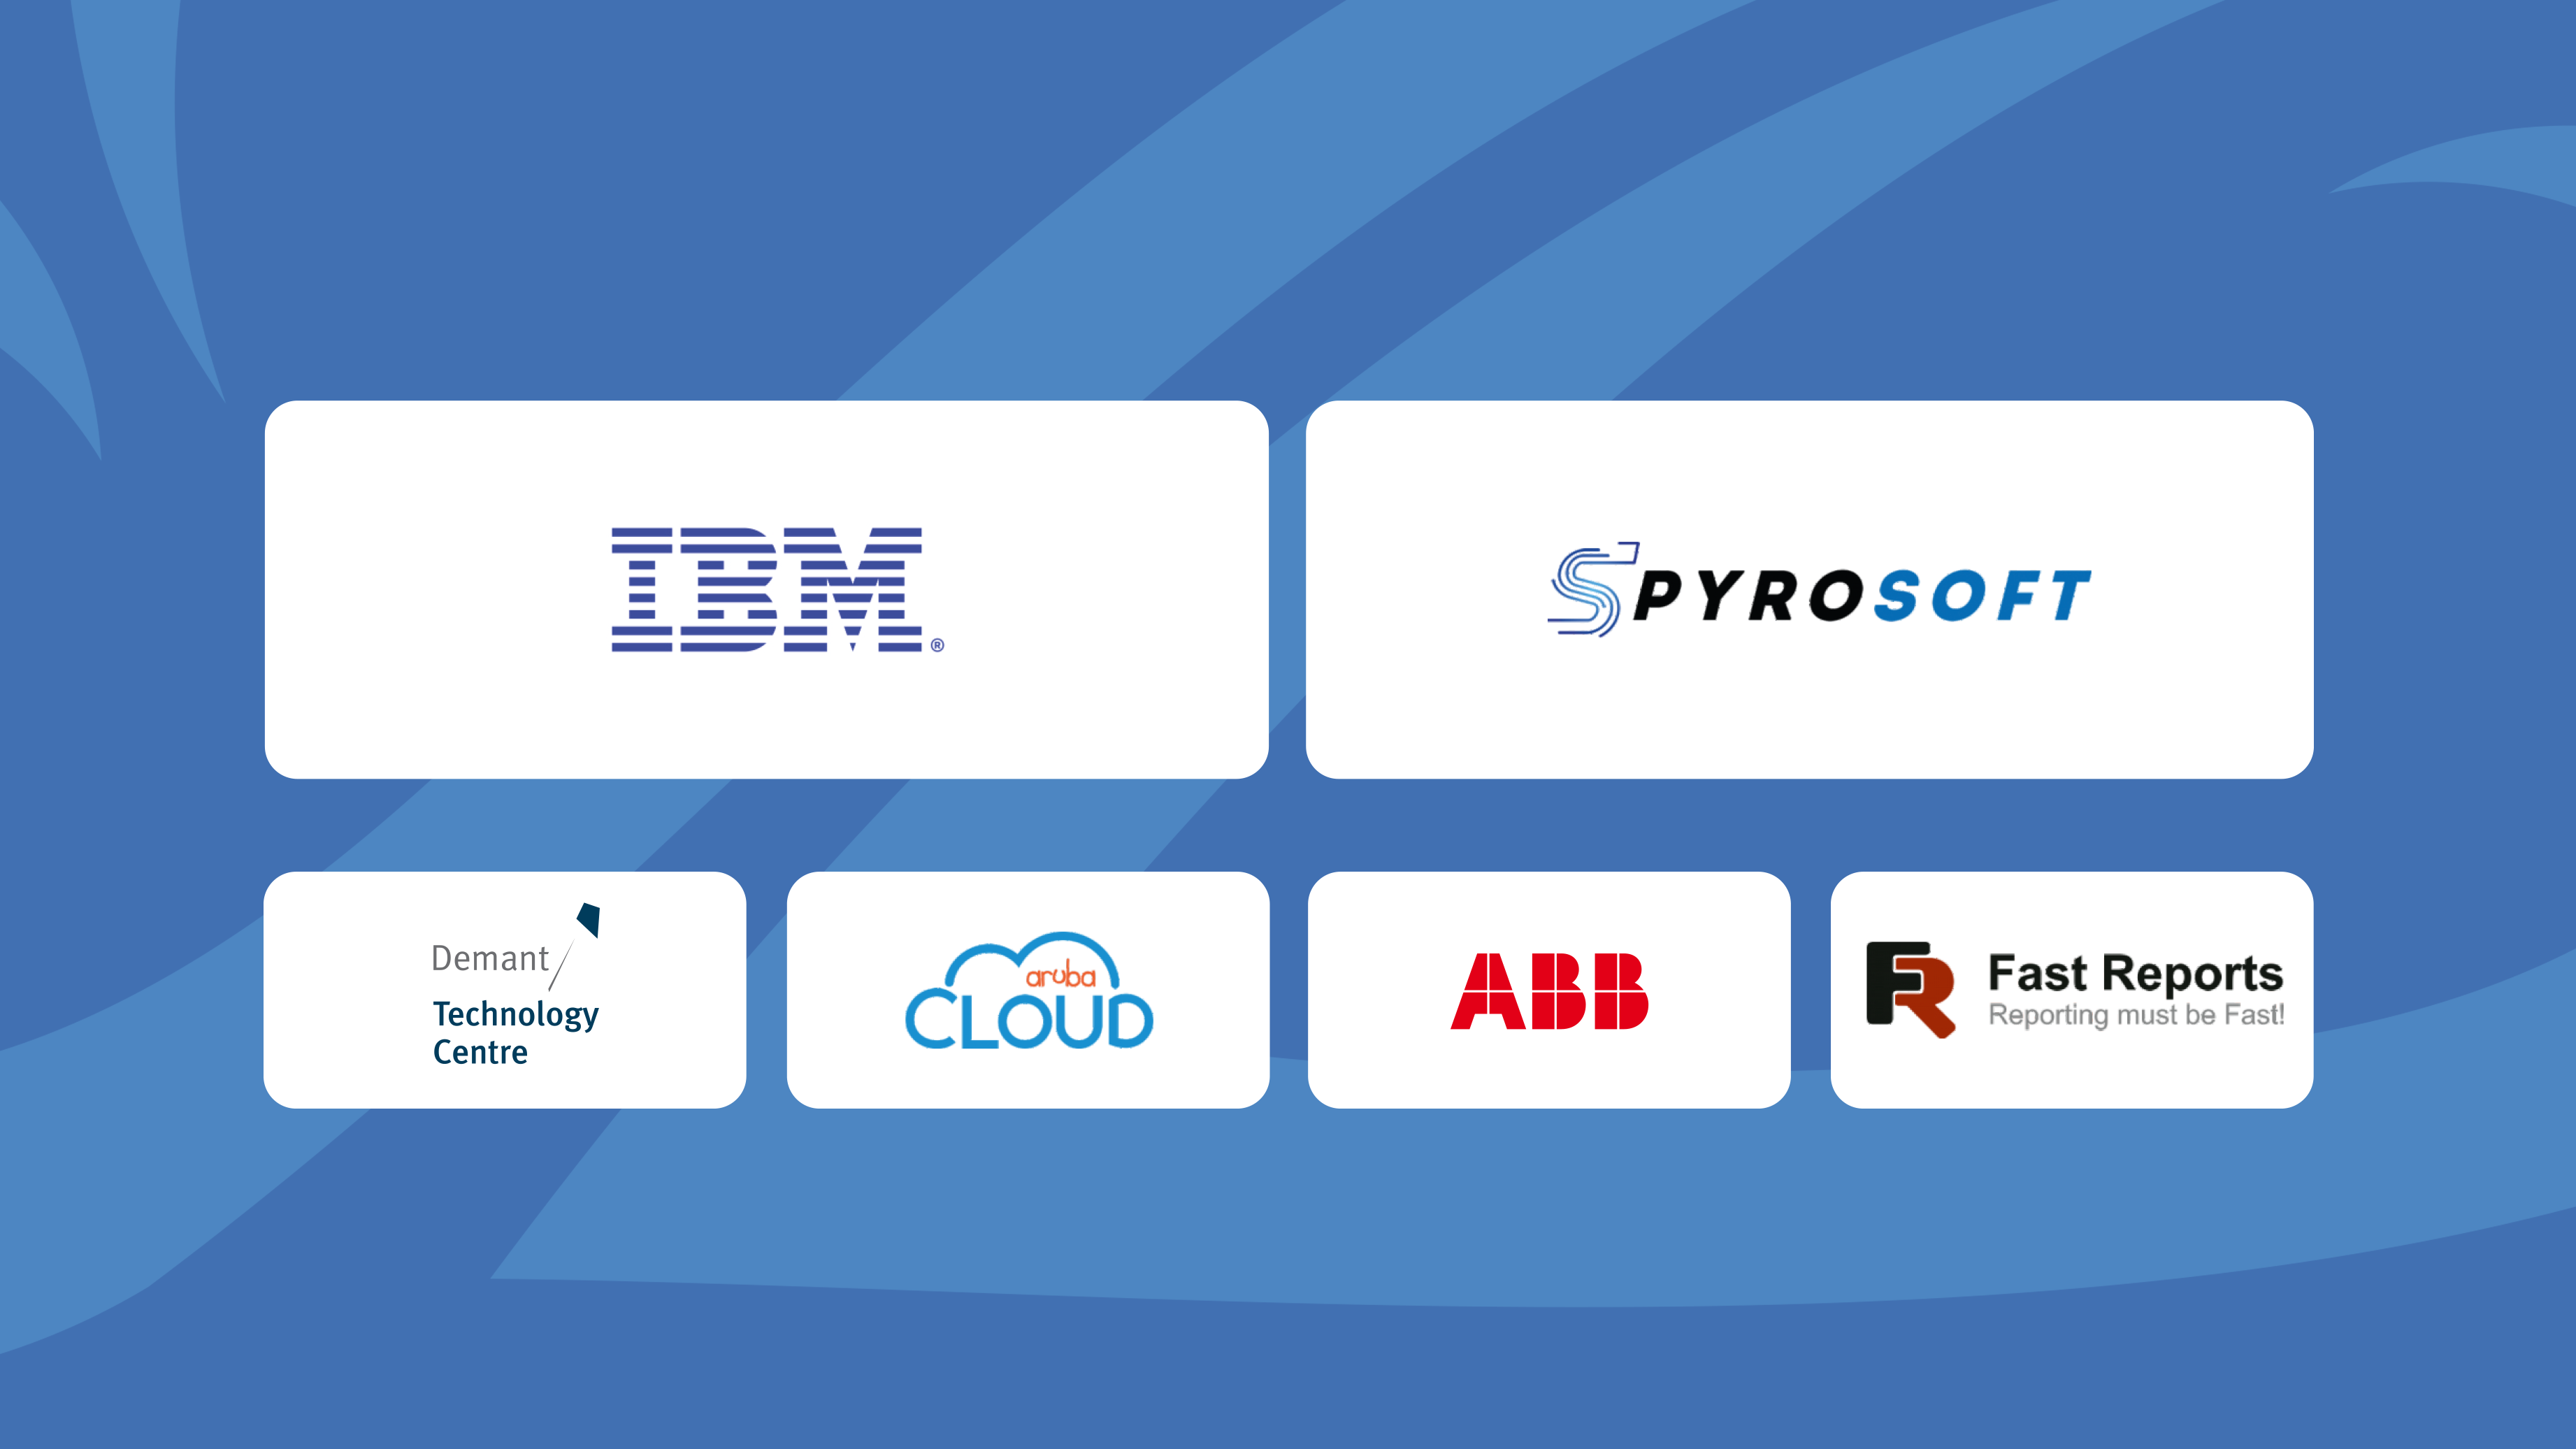 IBM®
SPYROSOFT
Demant
Technology
Centre
aruba
CLOUD
ABB
FR
Fast Reports
Reporting must be Fast!